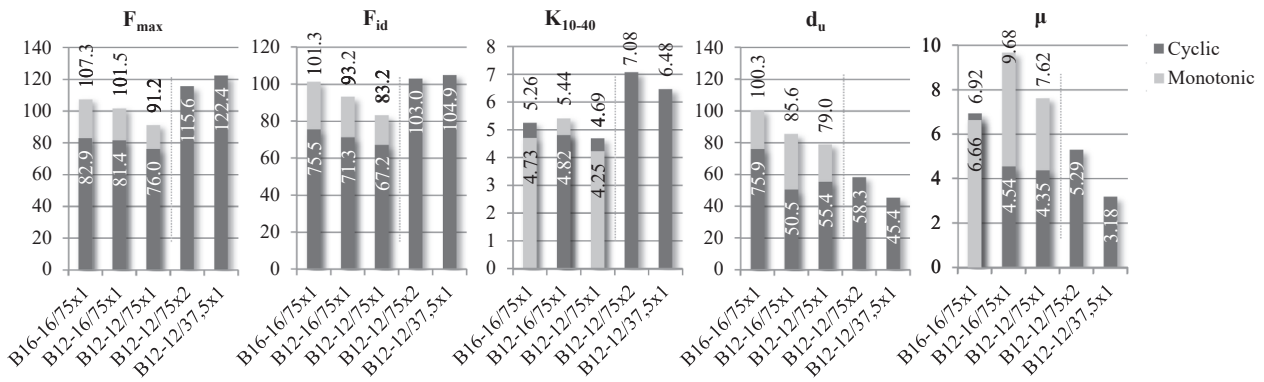 F max
140
120
100
80
60
40
20
0
107.3
82.9
101.5
81.4
91.2
76.0
115.6
122.4
B16-16/75x1
B12-16/75x1
B12-12/75x1
B12-12/75x2
B12-12/37,5x1
F id
120
100
80
60
40
20
0
101.3
75.5
93.2
71.3
83.2
67.2
103.0
104.9
B16-16/75x1
B12-16/75x1
B12-12/75x1
B12-12/75x2
B12-12/37,5x1
K 10-40
8
7
6
5
4
3
2
1
0
5.26
4.73
5.44
4.82
4.69
4.25
7.08
6.48
B16-16/75x1
B12-16/75x1
B12-12/75x1
B12-12/75x2
B12-12/37,5x1
d u
140
120
100
80
60
40
20
0
100.3
75.9
85.6
50.5
79.0
55.4
58.3
45.4
B16-16/75x1
B12-16/75x1
B12-12/75x1
B12-12/75x2
B12-12/37,5x1
μ
10
8
6
4
2
0
6.92
6.66
9.68
4.54
7.62
4.35
5.29
3.18
B16-16/75x1
B12-16/75x1
B12-12/75x1
B12-12/75x2
B12-12/37,5x1
Cyclic
Monotonic